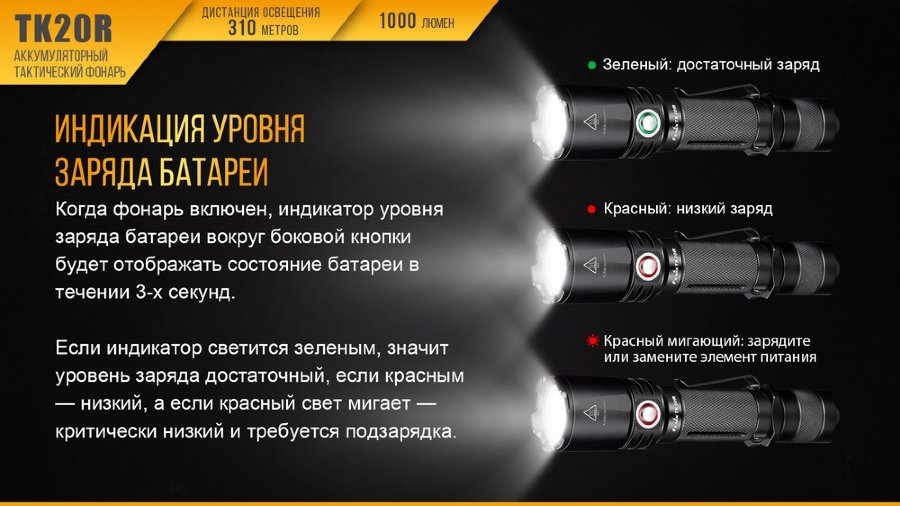 TK20R
АККУМУЛЯТОРНЫЙ
ТАКТИЧЕСКИЙ ФОНАРЬ
ДИСТАНЦИЯ ОСВЕЩЕНИЯ
310 МЕТРОВ
1000 ЛЮМЕН
ИНДИКАЦИЯ УРОВНЯ
ЗАРЯДА БАТАРЕИ
Когда фонарь включен, индикатор уровня
заряда батареи вокруг боковой кнопки
будет отображать состояние батареи в
течении 3-х секунд.
Если индикатор светится зеленым, значит
уровень заряда достаточный, если красным
— низкий, а если красный свет мигает —
критически низкий и требуется подзарядка.
Зеленый: достаточный заряд
Красный: низкий заряд
Красный мигающий: зарядите
или замените элемент питания